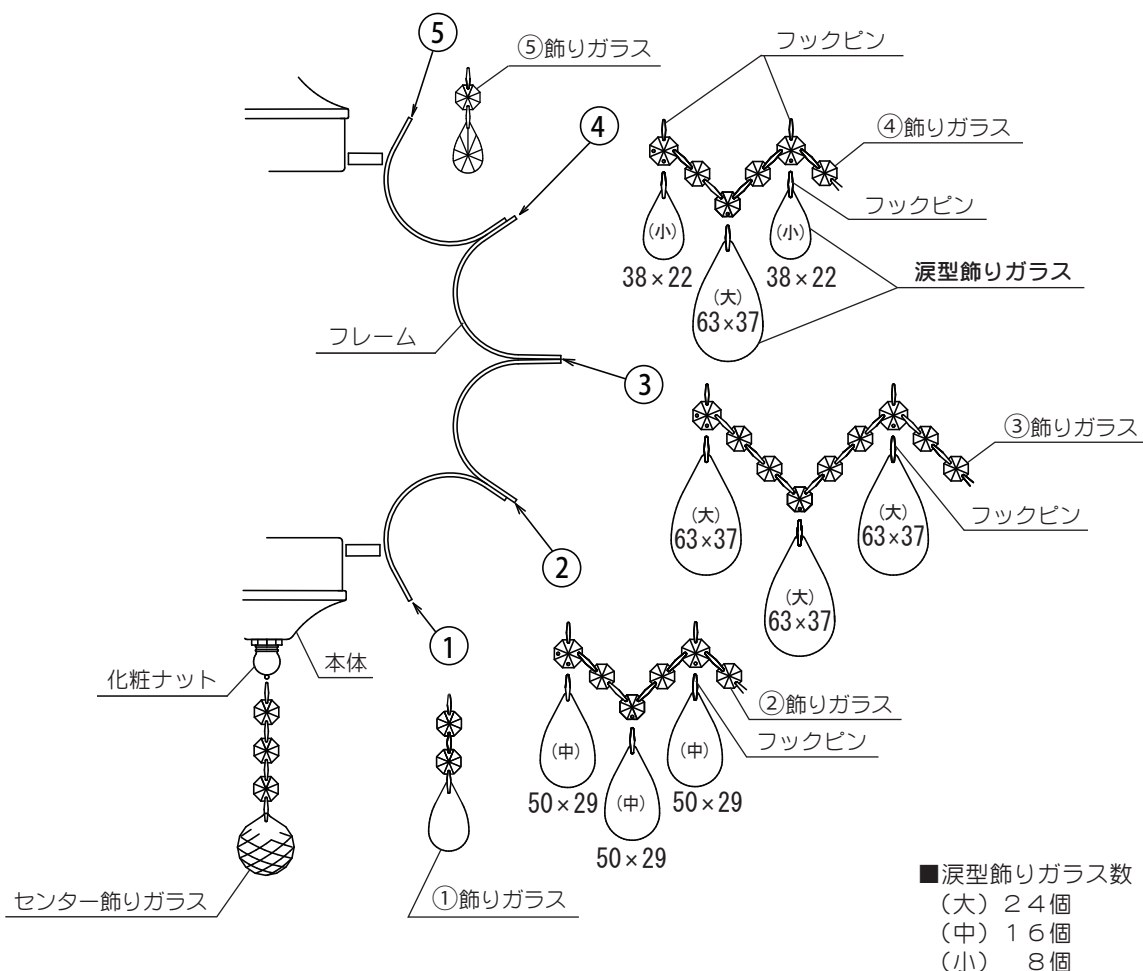 ⑤
⑤飾りガラス
フックピン
④
④飾りガラス
フックピン
(小)
(小)
38×22
38×22
涙型飾りガラス
(大)
63×37
フレーム
③
③飾りガラス
フックピン
(大)
63×37
(大)
63×37
(大)
63×37
②
①
本体
化粧ナット
②飾りガラス
フックピン
(中)
(中)
50×29
(中)
50×29
50×29
センター飾りガラス
①飾りガラス
■涙型飾りガラス数
(大) 24個
(中) 16個
(小) 8個